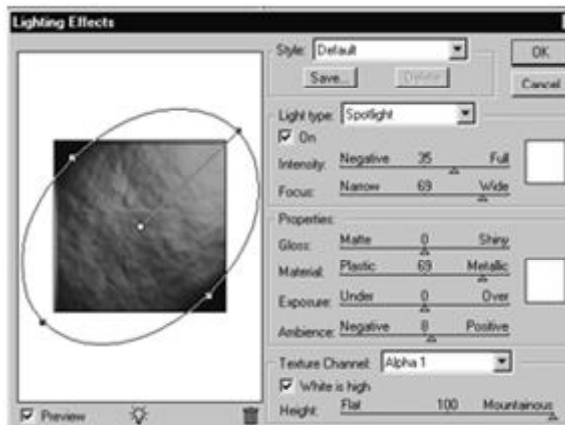 Lighting Effects
Style: Default
OK
Save... Delete
Cancel
Light type: Spotlight
On
Intensity: Negative 35 Full
Focus: Narrow 69 Wide
Properties:
Gloss: Matte 0 Shiny
Material: Plastic 69 Metallic
Exposure: Under 0 Over
Ambience: Negative 8 Positive
Texture Channel: Alpha 1
White is high
Height: Flat 100 Mountainous
Preview